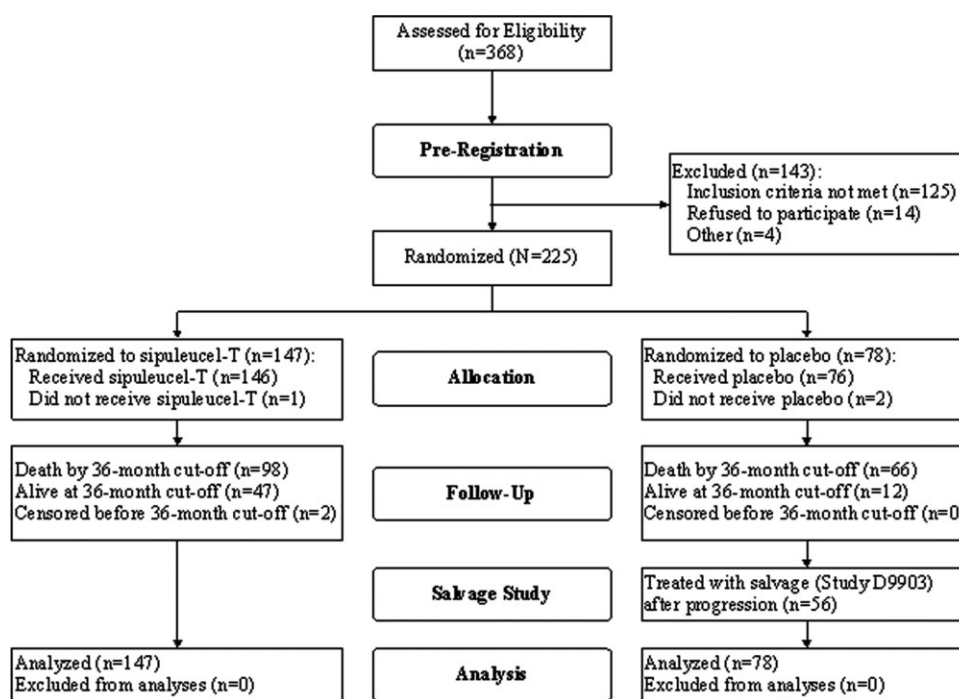 Assessed for Eligibility
(n=368)
Pre-Registration
Excluded (n=143):
Inclusion criteria not met (n=125)
Refused to participate (n=14)
Other (n=4)
Randomized (N=225)
Randomized to sipuleucel-T (n=147):
Received sipuleucel-T (n=146)
Did not receive sipuleucel-T (n=1)
Allocation
Randomized to placebo (n=78):
Received placebo (n=76)
Did not receive placebo (n=2)
Death by 36-month cut-off (n=98)
Alive at 36-month cut-off (n=47)
Censored before 36-month cut-off (n=2)
Follow-Up
Death by 36-month cut-off (n=66)
Alive at 36-month cut-off (n=12)
Censored before 36-month cut-off (n=0
Salvage Study
Treated with salvage (Study D9903)
after progression (n=56)
Analyzed (n=147)
Excluded from analyses (n=0)
Analysis
Analyzed (n=78)
Excluded from analyses (n=0)